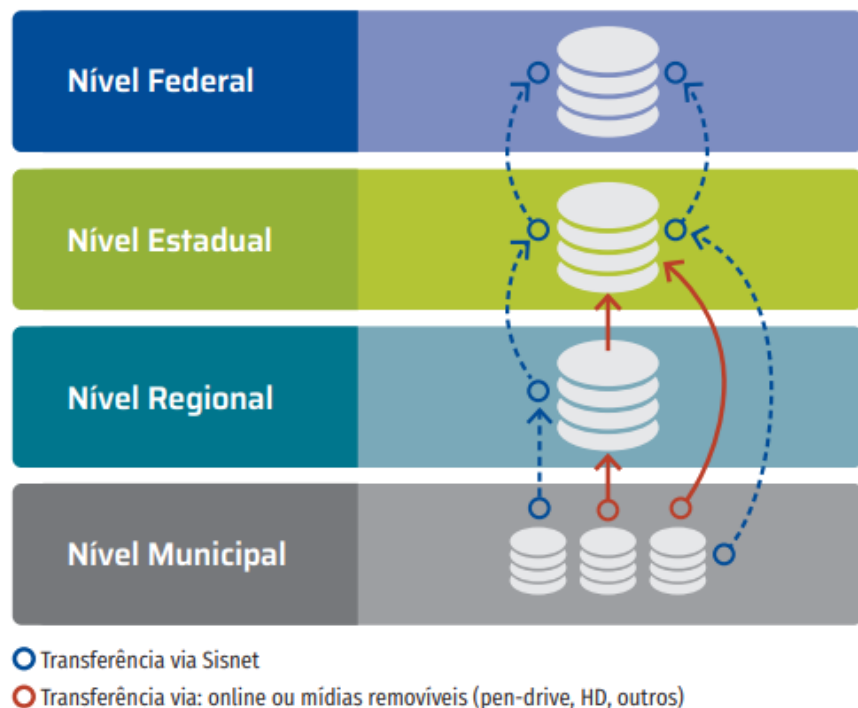 Nível Federal
Nível Estadual
Nível Regional
Nível Municipal
Transferência via Sisnet
Transferência via: online ou mídias removíveis (pen-drive, HD, outros)